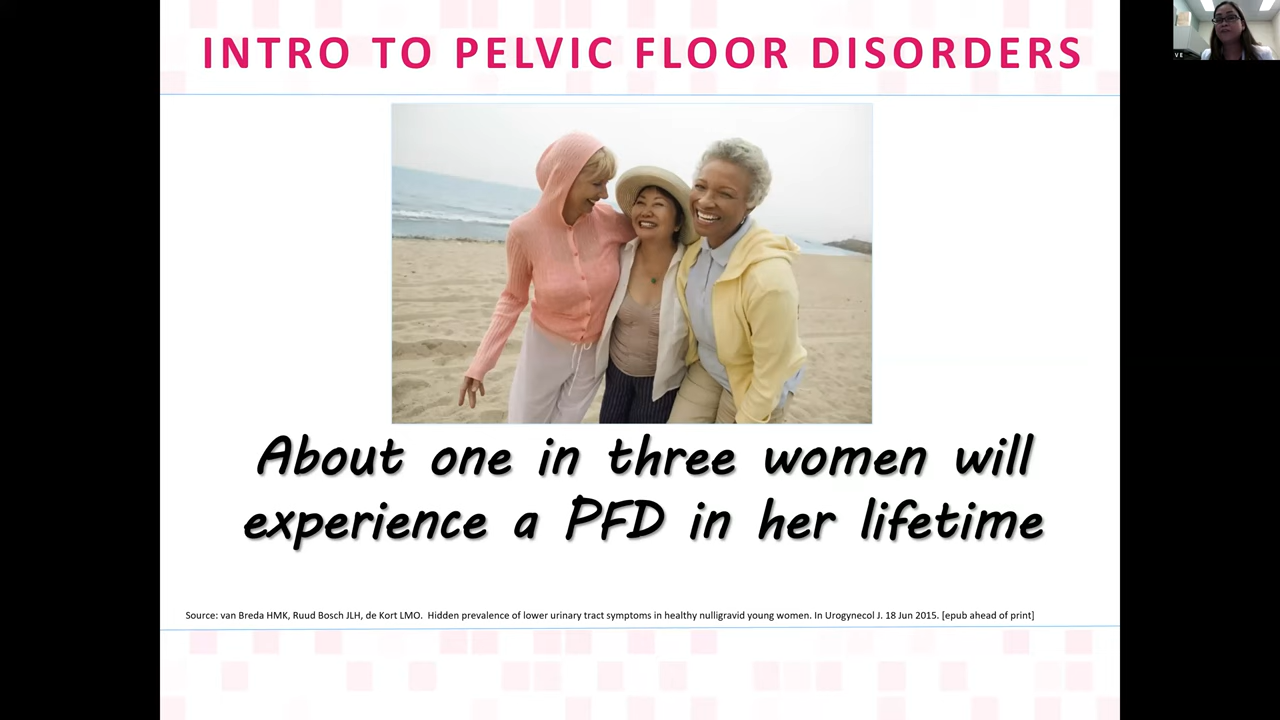 INTRO TO PELVIC FLOOR DISORDERS
About one in three women will
experience a PFD in her lifetime
Source: van Breda HMK, Ruud Bosch JLH, de Kort LMO. Hidden prevalence of lower urinary tract symptoms in healthy nulligravid young women. In Urogynecol J. 18 Jun 2015. [epub ahead of print]